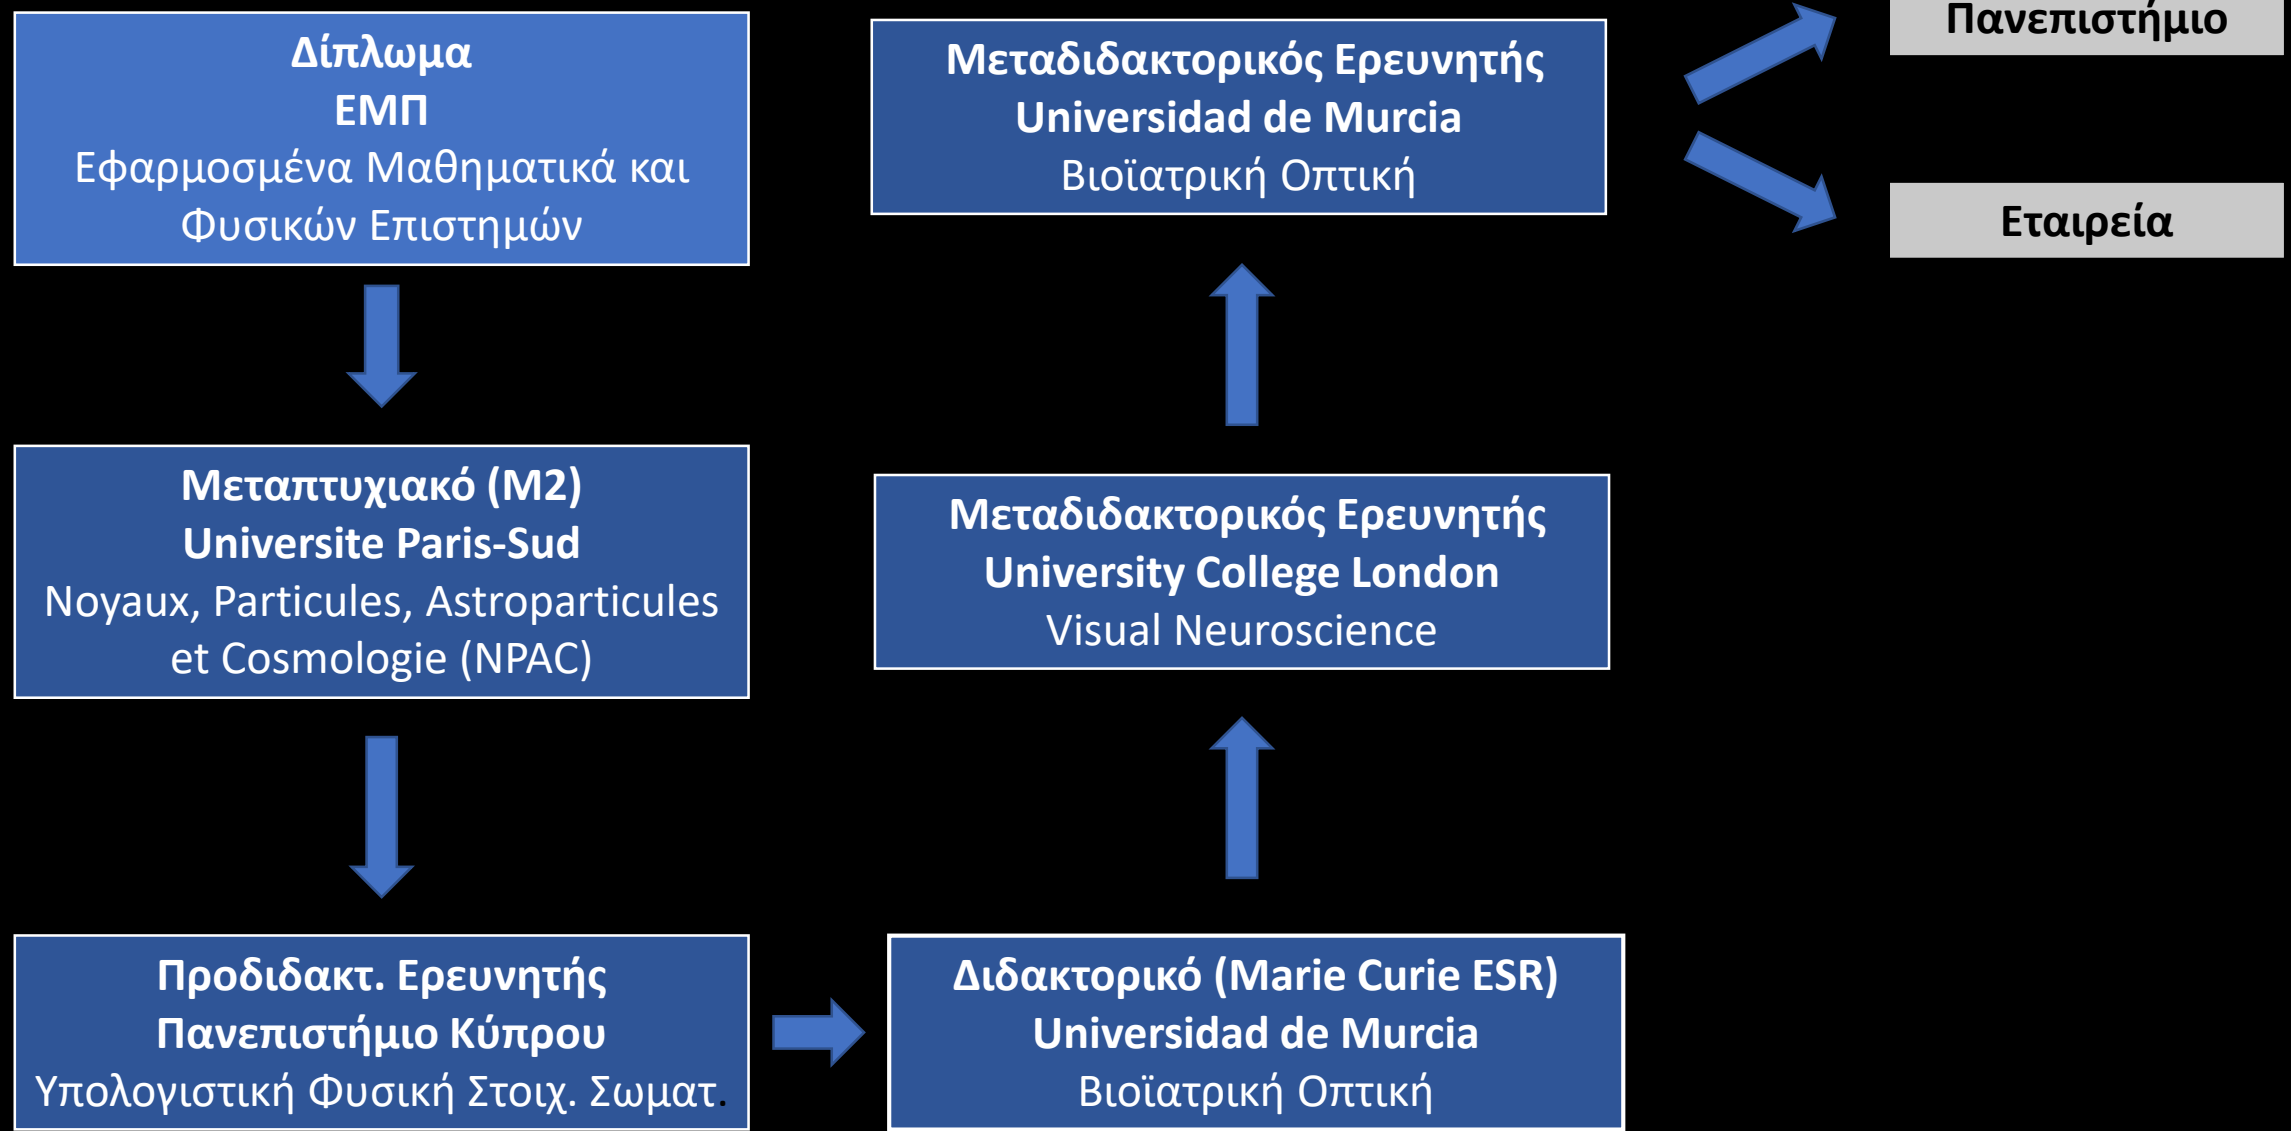 Δίπλωμα
ΕΜΠ
Εφαρμοσμένα Μαθηματικά και
Φυσικών Επιστημών
Μεταπτυχιακό (M2)
Universite Paris-Sud
Noyaux, Particules, Astroparticules
et Cosmologie (NPAC)
Προδιδακτ. Ερευνητής
Πανεπιστήμιο Κύπρου
Υπολογιστική Φυσική Στοιχ. Σωματ.
Διδακτορικό (Marie Curie ESR)
Universidad de Murcia
Βιοϊατρική Οπτική
Μεταδιδακτορικός Ερευνητής
University College London
Visual Neuroscience
Μεταδιδακτορικός Ερευνητής
Universidad de Murcia
Βιοϊατρική Οπτική
Πανεπιστήμιο
Εταιρεία